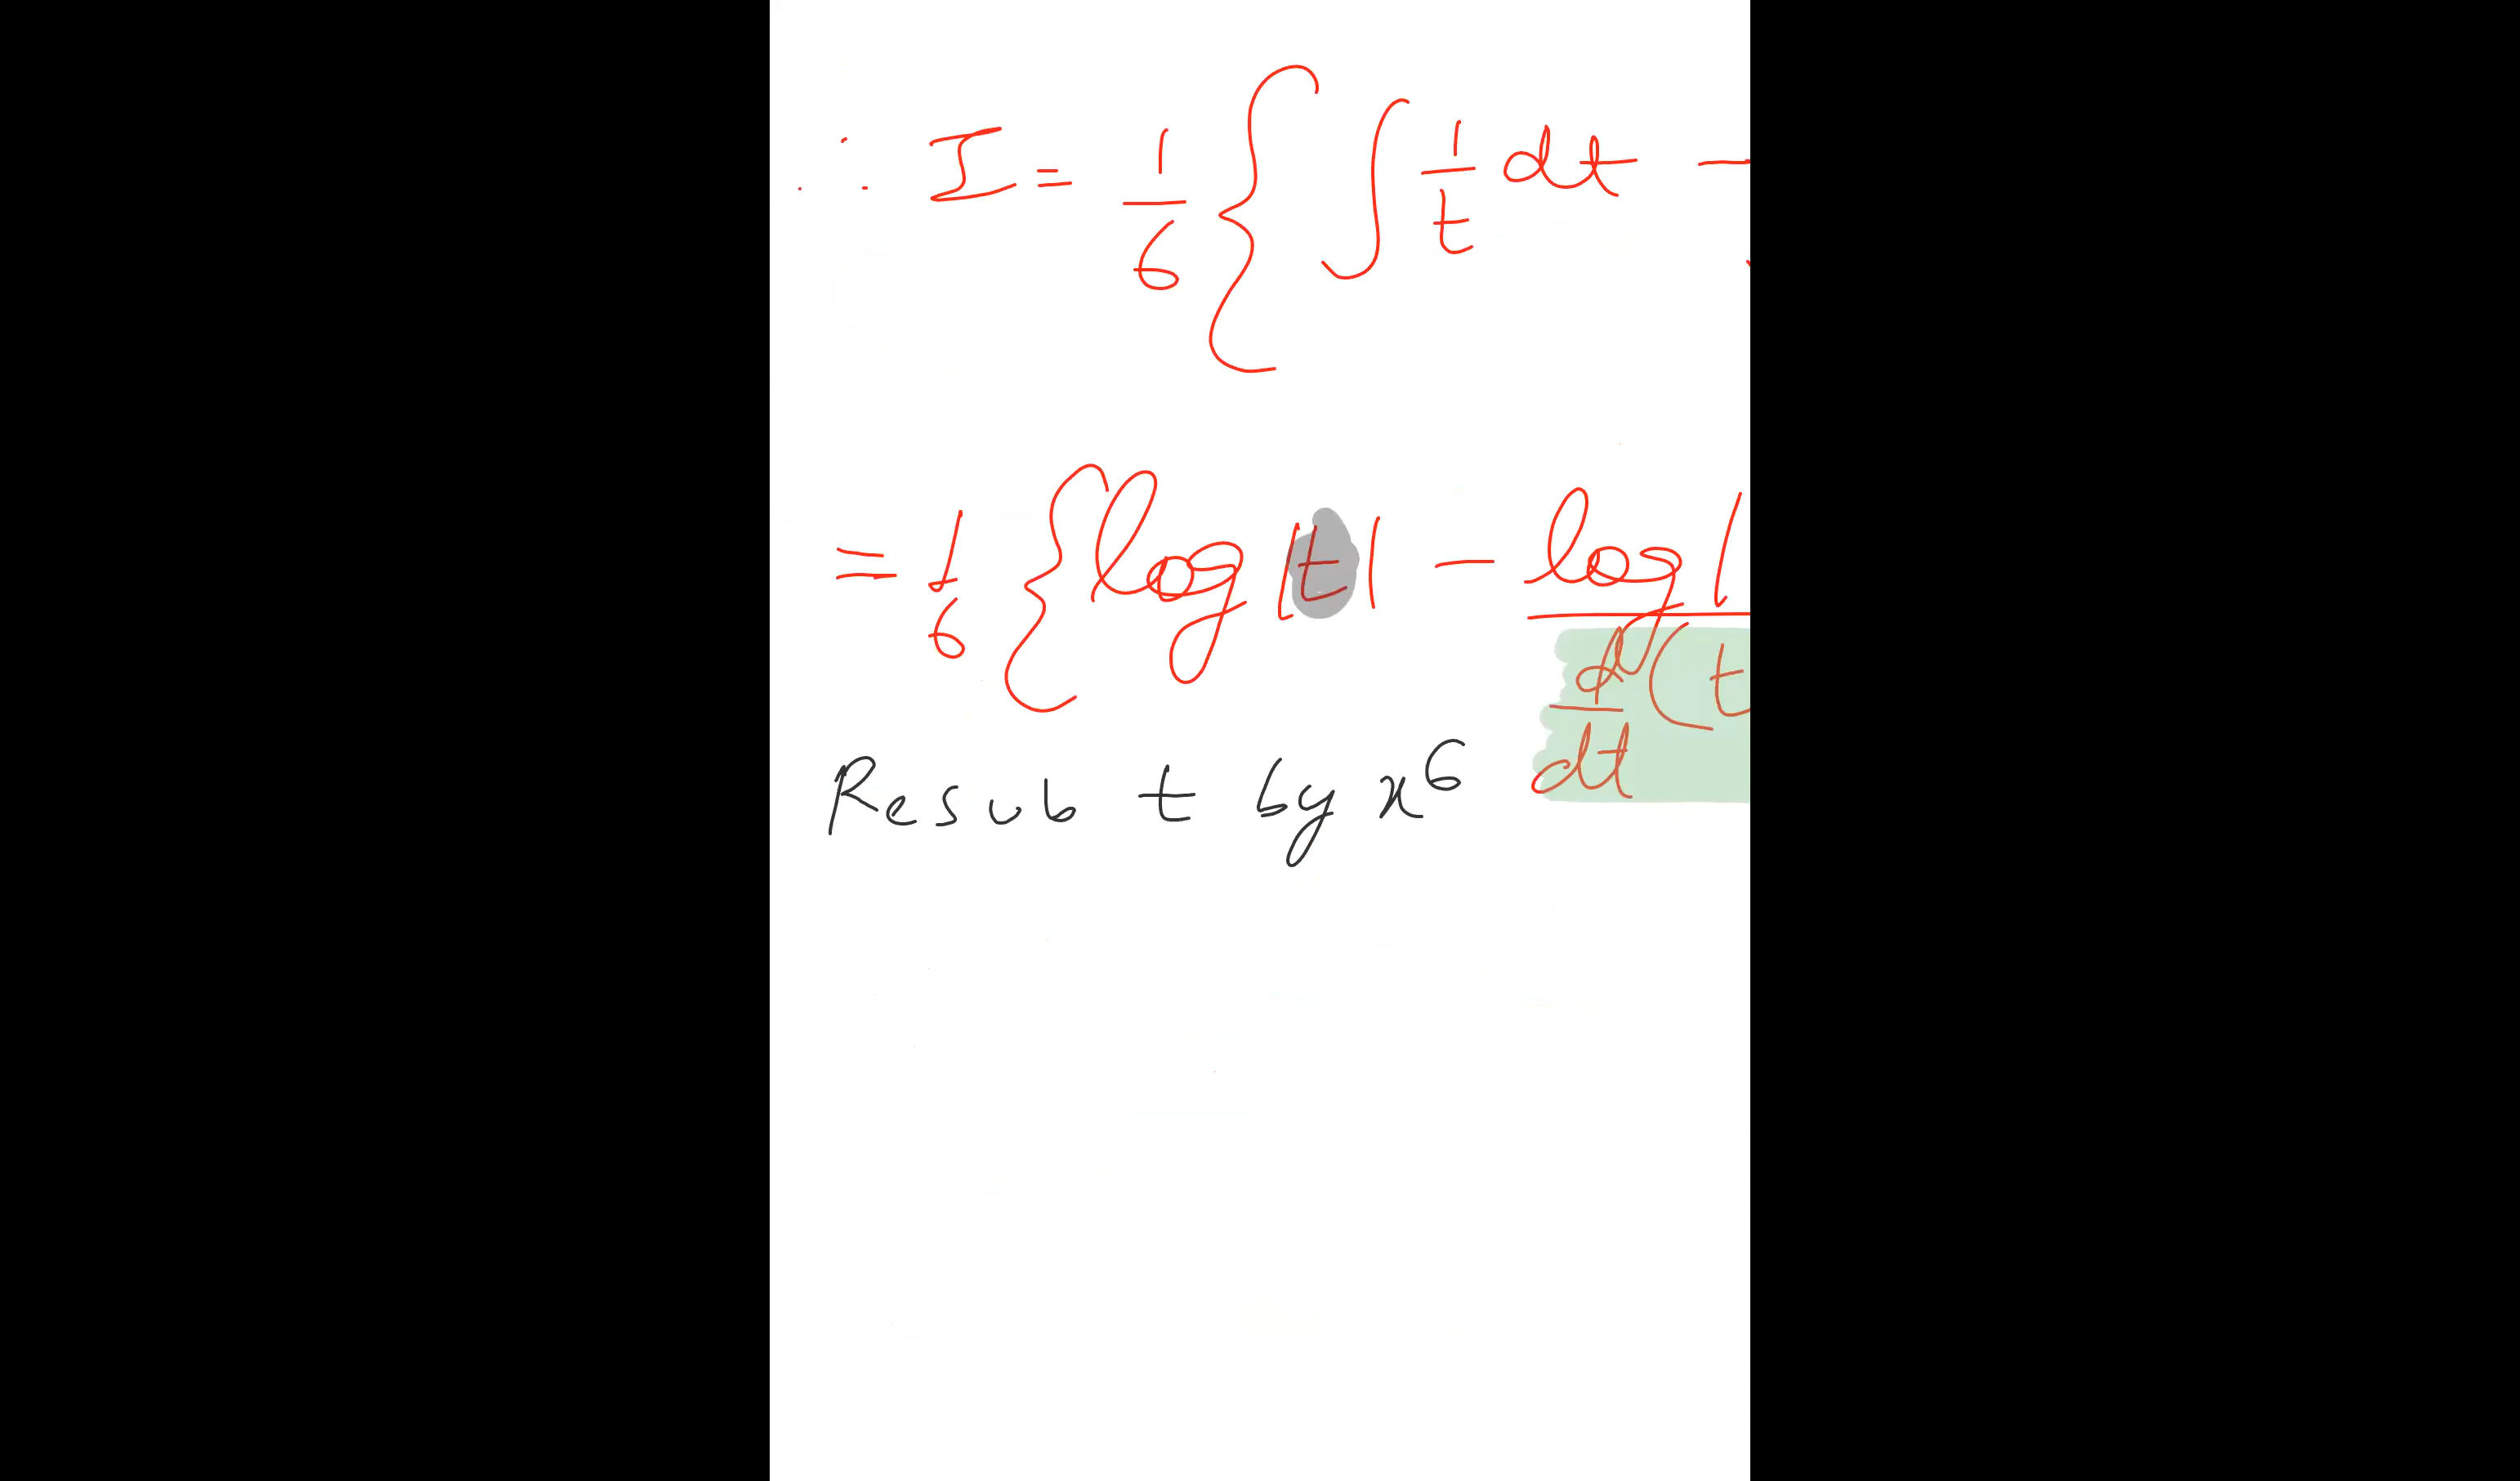 ∴ I = 1/6 { ∫ 1/t dt −
= 1/6 { log |t| − log | / d/dt (t
Resub t by x⁶